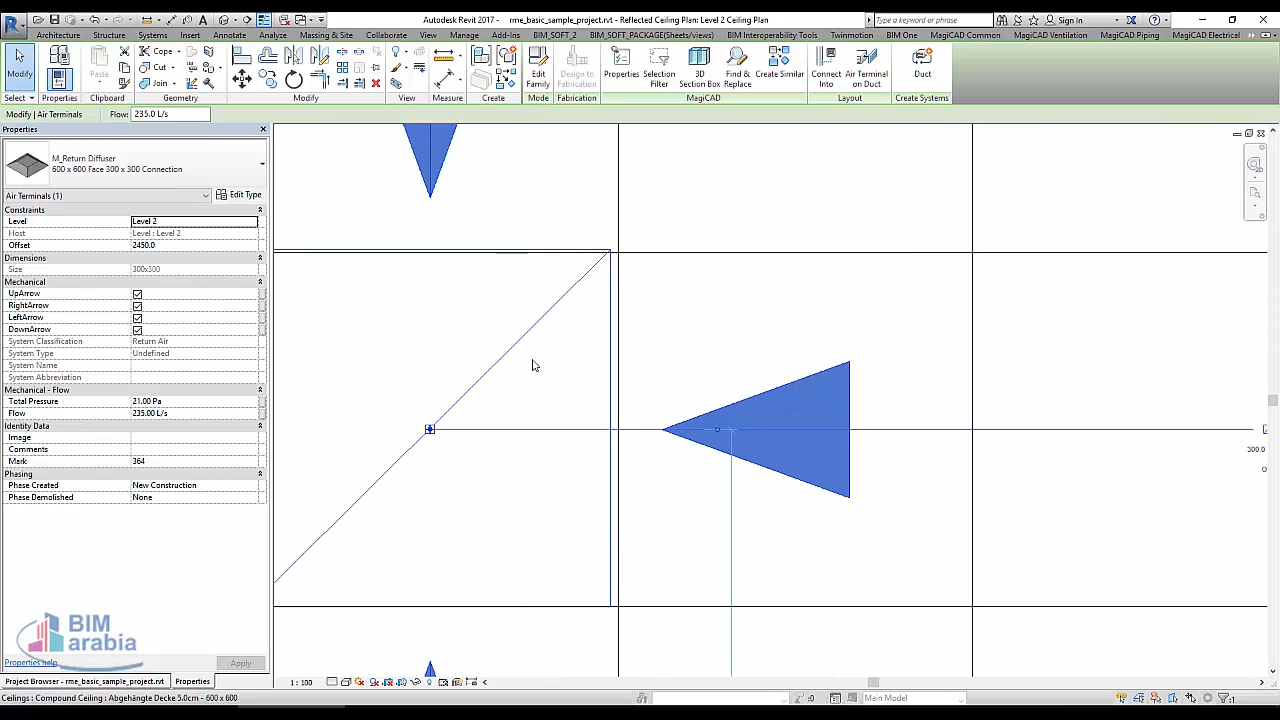 Autodesk Revit 2017 - rme_basic_sample_project.rvt - Reflected Ceiling Plan: Level 2 Ceiling Plan
Type a keyword or phrase
Sign In
Architecture Structure Systems Insert Annotate Analyze Massing & Site Collaborate View Manage Add-Ins BIM_SOFT_2 BIM_SOFT_PACKAGE(Sheets/views) BIM Interoperability Tools Twinmotion BIM One MagiCAD Common MagiCAD Ventilation MagiCAD Piping MagiCAD Electrical
Modify Paste Cope Cut Join Edit Family Design to Fabrication Properties Selection Filter 3D Section Box Find & Replace Create Similar Connect Into Air Terminal on Duct Duct
Select Properties Clipboard Geometry Modify View Measure Create Mode Fabrication MagiCAD Layout Create Systems
Modify | Air Terminals Flow: 235.0 L/s
Properties
M_Return Diffuser
600 x 600 Face 300 x 300 Connection
Air Terminals (1) Edit Type
Constraints
Level Level 2
Host Level : Level 2
Offset 2450.0
Dimensions
Size 300x300
Mechanical
UpArrow
RightArrow
LeftArrow
DownArrow
System Classification Return Air
System Type Undefined
System Name
System Abbreviation
Mechanical - Flow
Total Pressure 21.00 Pa
Flow 235.00 L/s
Identity Data
Image
Comments
Mark 364
Phasing
Phase Created New Construction
Phase Demolished None
300.0
BIM
arabia
Properties help Apply
Project Browser - rme_basic_sample_project.rvt Properties 1 : 100
Ceilings : Compound Ceiling : Abgehängte Decke 5.0cm - 600 x 600 :0 Main Model :1